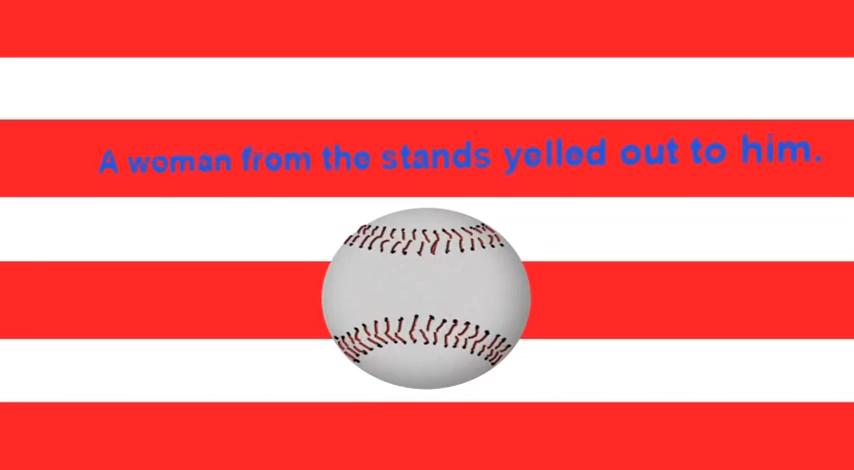 A woman from the stands yelled out to him.